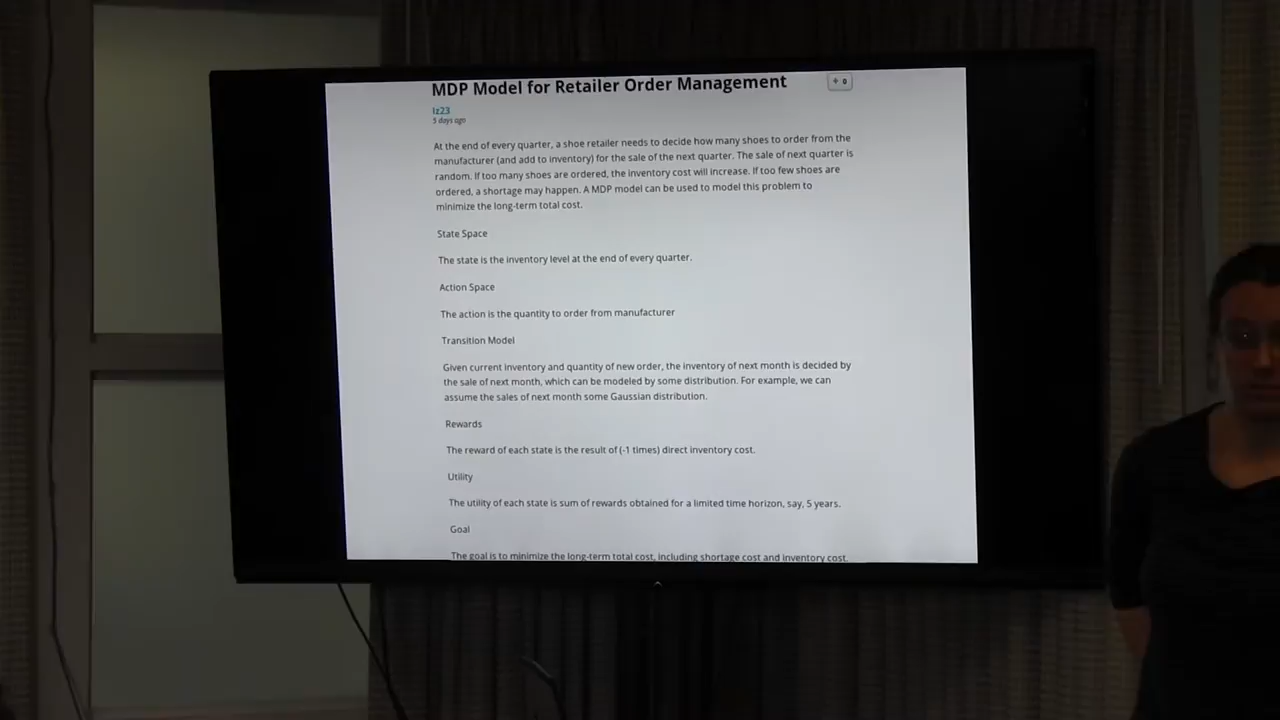 MDP Model for Retailer Order Management
+ 0
lz23
5 days ago
At the end of every quarter, a shoe retailer needs to decide how many shoes to order from the
manufacturer (and add to inventory) for the sale of the next quarter. The sale of next quarter is
random. If too many shoes are ordered, the inventory cost will increase. If too few shoes are
ordered, a shortage may happen. A MDP model can be used to model this problem to
minimize the long-term total cost.
State Space
The state is the inventory level at the end of every quarter.
Action Space
The action is the quantity to order from manufacturer
Transition Model
Given current inventory and quantity of new order, the inventory of next month is decided by
the sale of next month, which can be modeled by some distribution. For example, we can
assume the sales of next month some Gaussian distribution.
Rewards
The reward of each state is the result of (-1 times) direct inventory cost.
Utility
The utility of each state is sum of rewards obtained for a limited time horizon, say, 5 years.
Goal
The goal is to minimize the long-term total cost, including shortage cost and inventory cost.